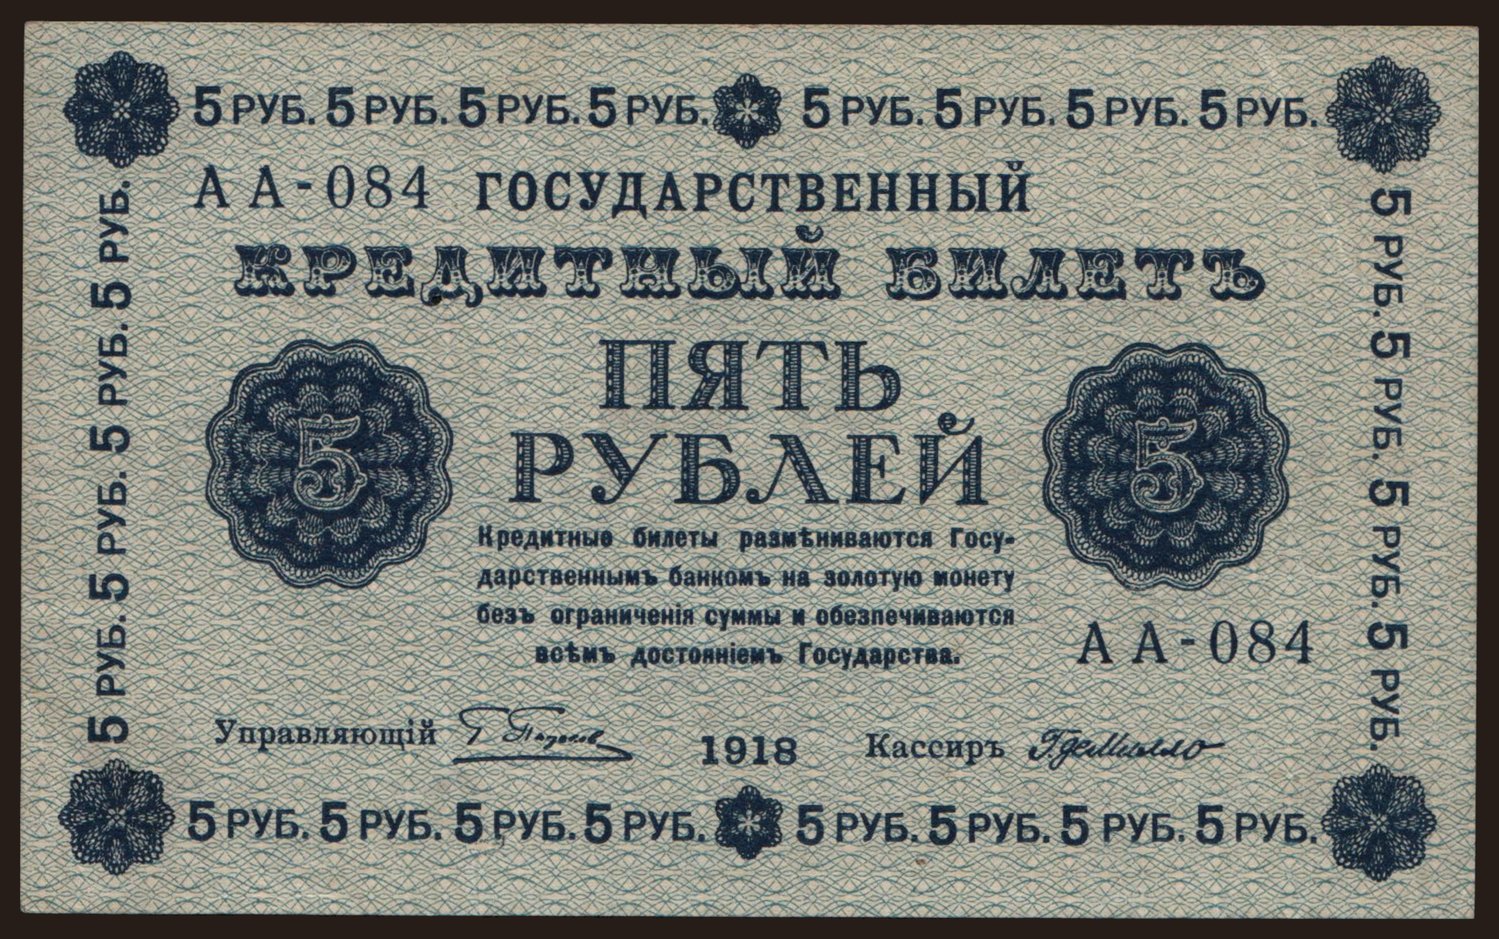 5 РУБ. 5 РУБ. 5 РУБ. 5 РУБ. 5 РУБ. 5 РУБ. 5 РУБ. 5 РУБ.
АА-084 ГОСУДАРСТВЕННЫЙ
КРЕДИТНЫЙ БИЛЕТЪ
ПЯТЬ
РУБЛЕЙ
5
5
Кредитные билеты размѣниваются Госу-
дарственнымъ банкомъ на золотую монету
безъ ограниченія суммы и обезпечиваются
всѣмъ достояніемъ Государства.
АА-084
Управляющій
1918
Кассиръ Г. де Милло
5 РУБ. 5 РУБ. 5 РУБ. 5 РУБ. 5 РУБ. 5 РУБ. 5 РУБ. 5 РУБ.
5 РУБ. 5 РУБ. 5 РУБ. 5 РУБ.
5 РУБ. 5 РУБ. 5 РУБ. 5 РУБ.